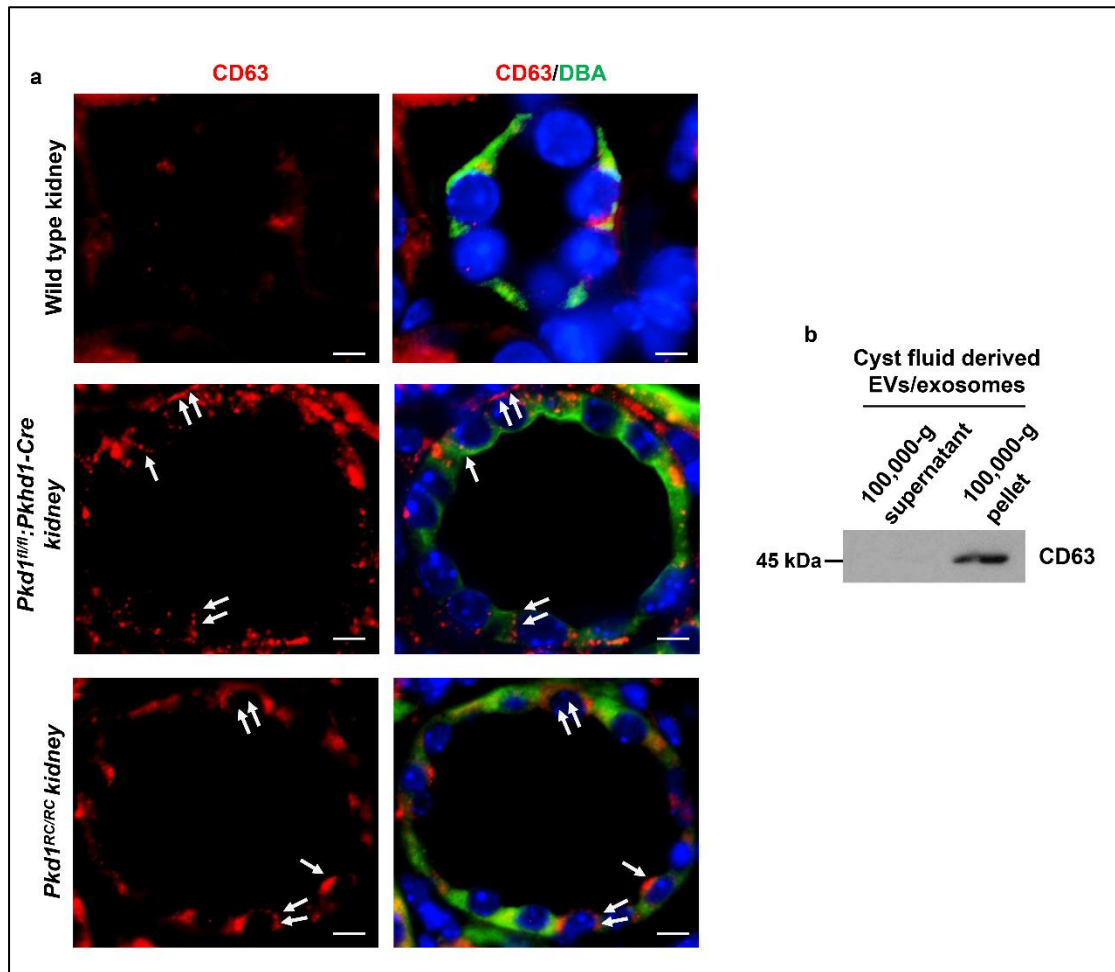 a
CD63
CD63/DBA
Wild type kidney
Pkd1fl/fl:Pkhd1-Cre
kidney
Pkd1RC/RC kidney
b
Cyst fluid derived
EVs/exosomes
100,000-g
supernatant
100,000-g
pellet
45 kDa
CD63